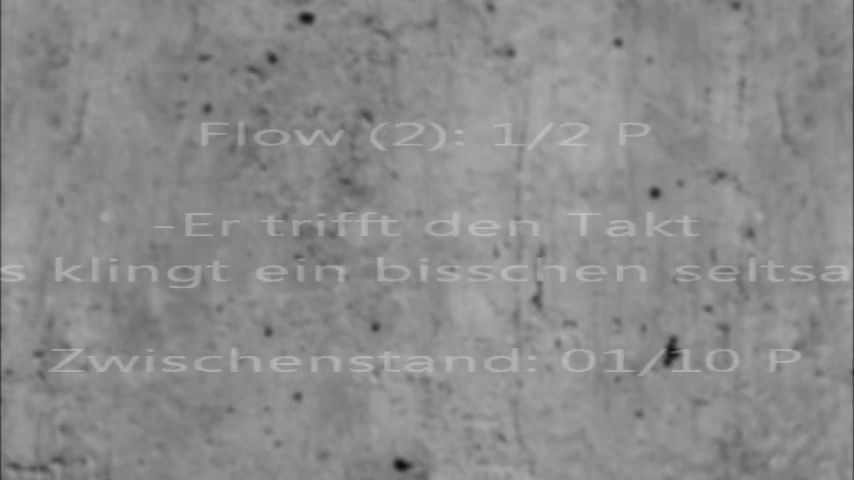 Flow (2): 1/2 P
-Er trifft den Takt
s klingt ein bisschen seltsa
Zwischenstand: 01/10 P